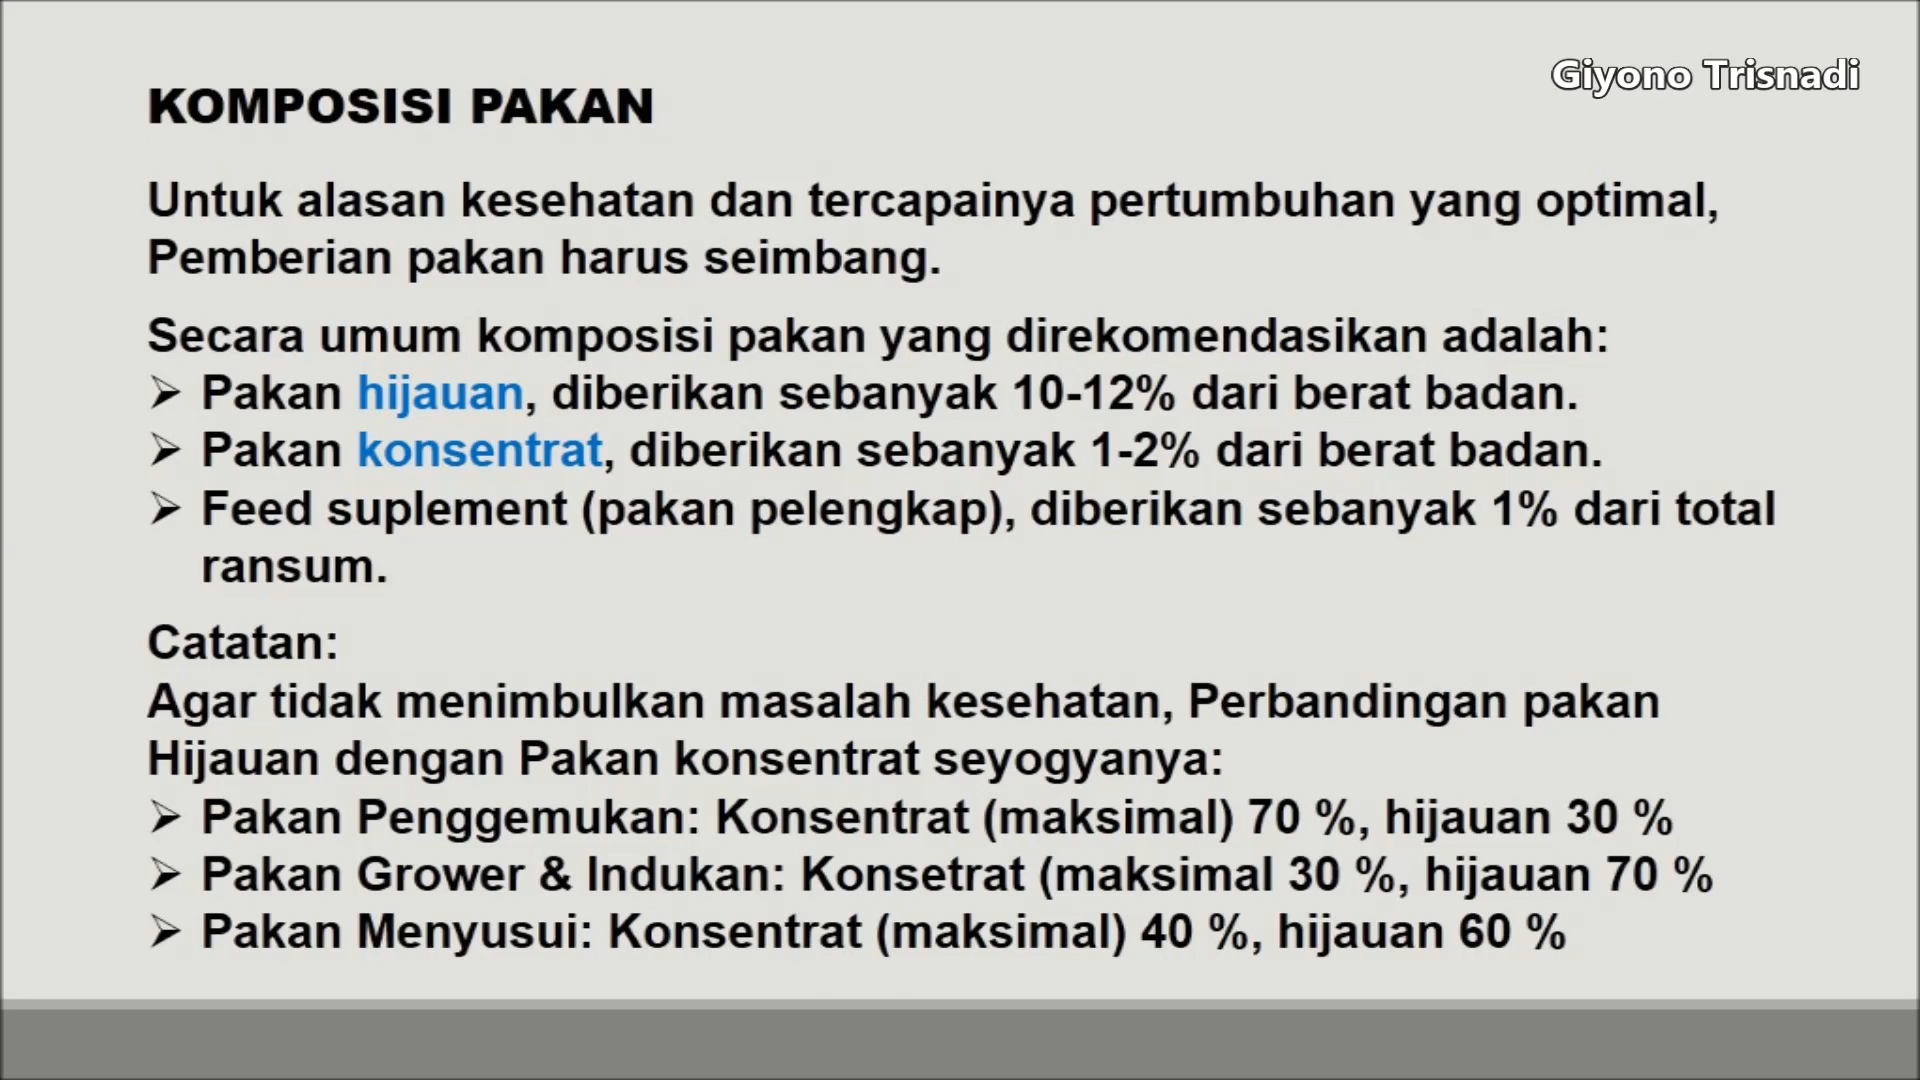 Giyono Trisnadi
KOMPOSISI PAKAN
Untuk alasan kesehatan dan tercapainya pertumbuhan yang optimal,
Pemberian pakan harus seimbang.
Secara umum komposisi pakan yang direkomendasikan adalah:
➢ Pakan hijauan, diberikan sebanyak 10-12% dari berat badan.
➢ Pakan konsentrat, diberikan sebanyak 1-2% dari berat badan.
➢ Feed suplement (pakan pelengkap), diberikan sebanyak 1% dari total
ransum.
Catatan:
Agar tidak menimbulkan masalah kesehatan, Perbandingan pakan
Hijauan dengan Pakan konsentrat seyogyanya:
➢ Pakan Penggemukan: Konsentrat (maksimal) 70 %, hijauan 30 %
➢ Pakan Grower & Indukan: Konsetrat (maksimal 30 %, hijauan 70 %
➢ Pakan Menyusui: Konsentrat (maksimal) 40 %, hijauan 60 %